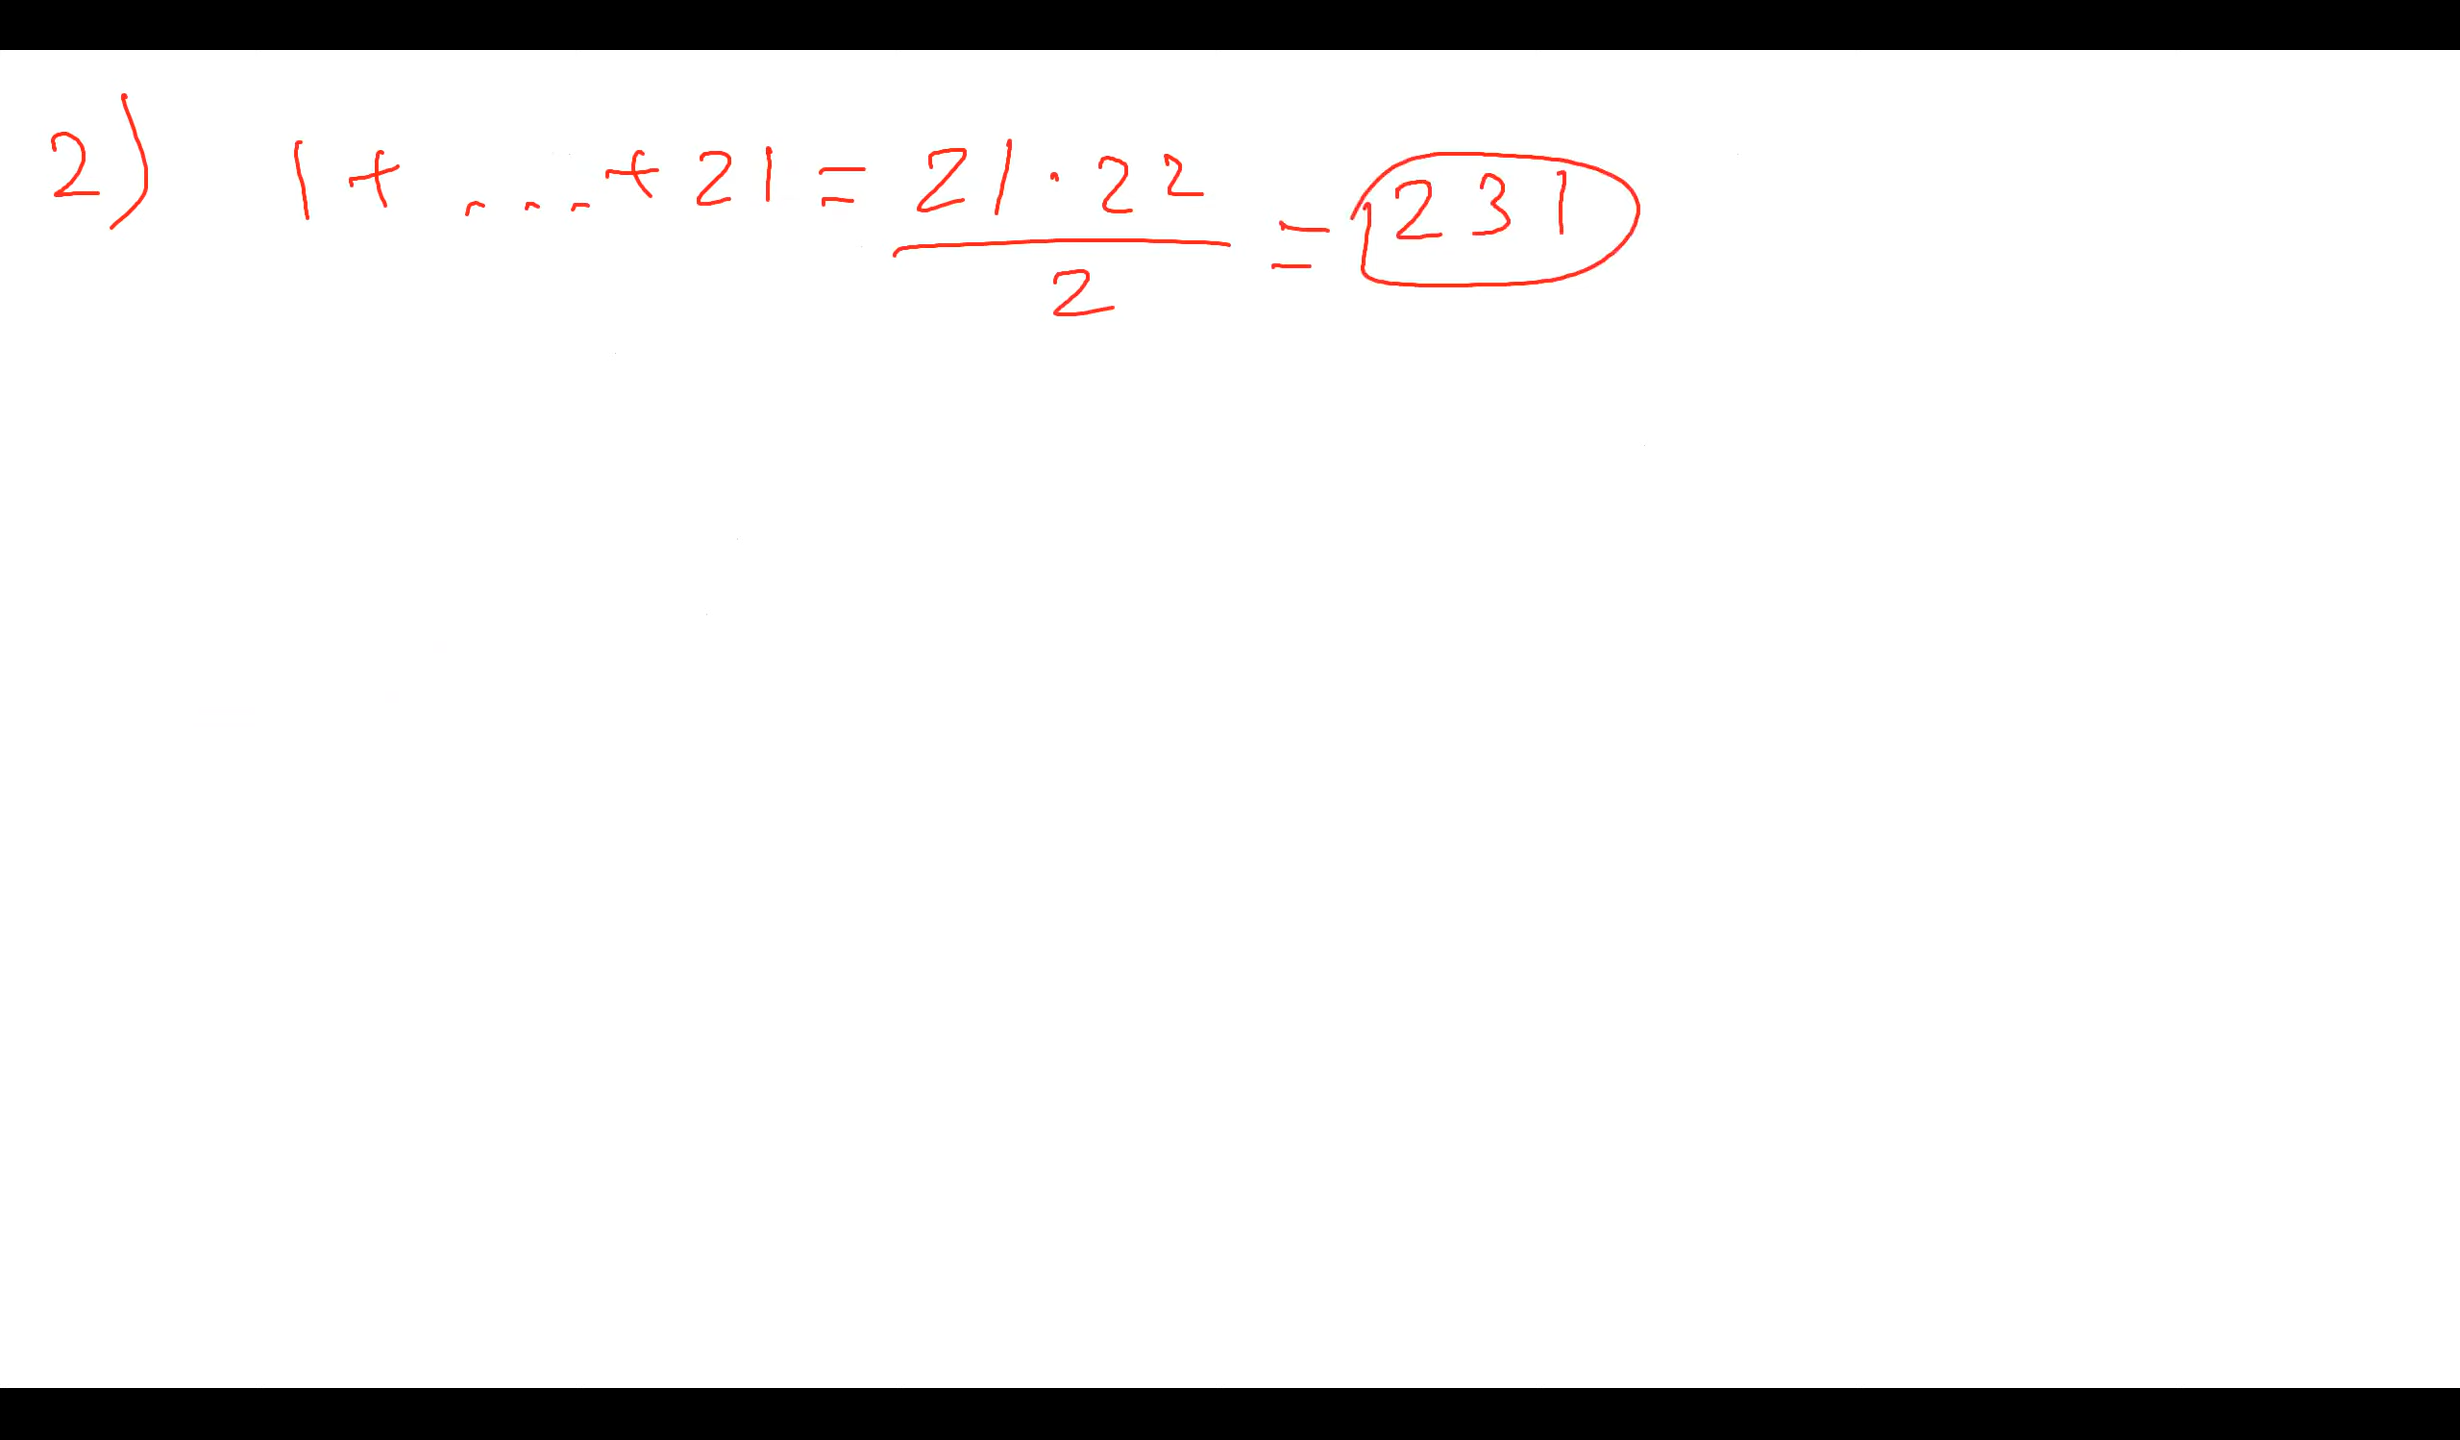 2) 1 + ... + 21 = 21 · 22 / 2 = 231